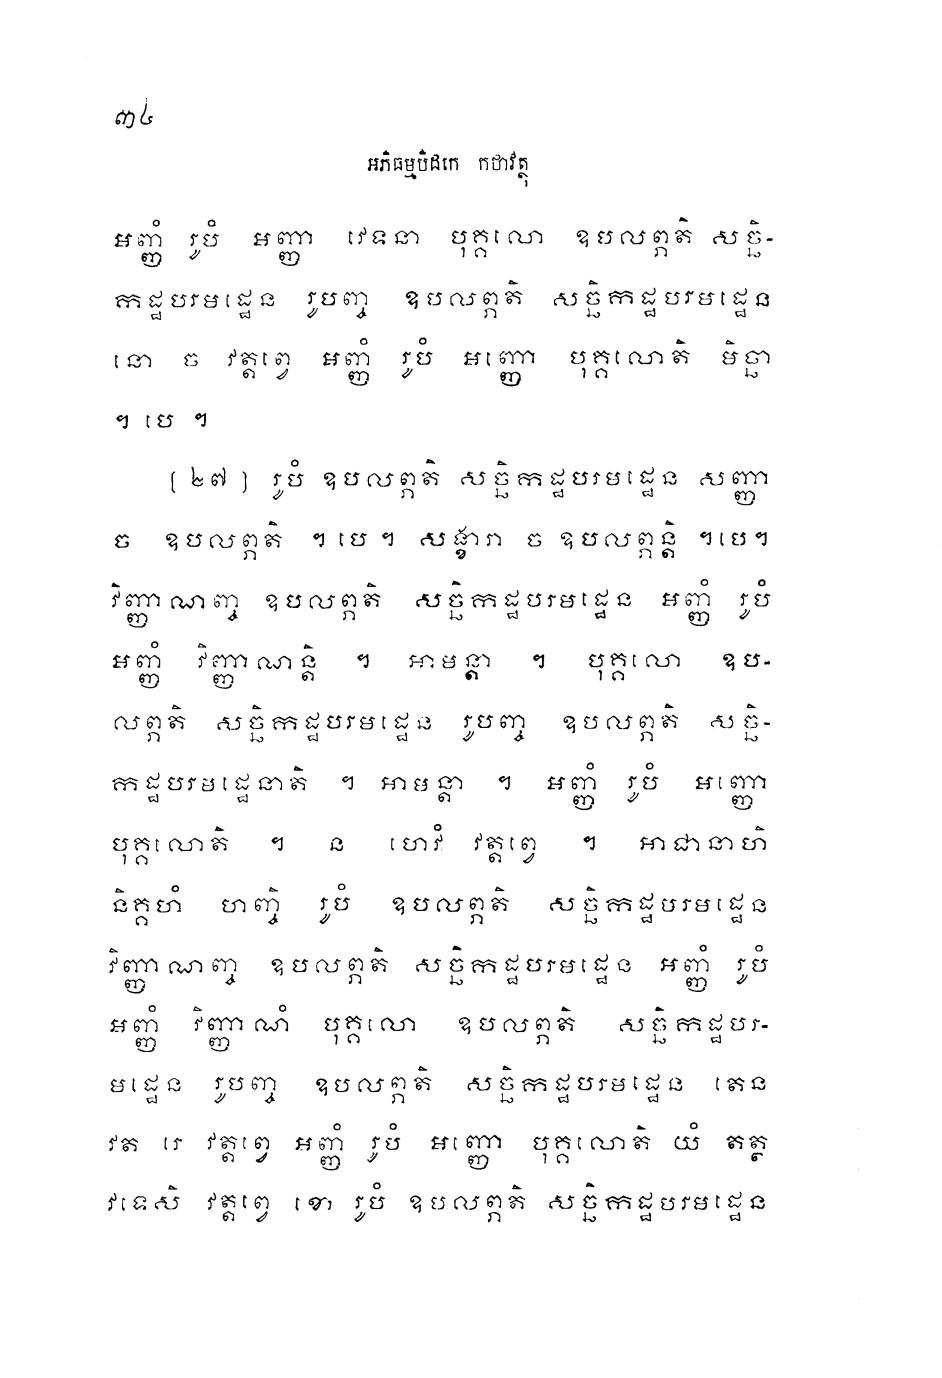 ៣៤
អភិធម្មបិដកេ កថាវត្ថុ
អញ្ញំ រូបំ អញ្ញា វេទនា បុគ្គលោ ឧបលព្ភតិ សច្ចិ-
កដ្ឋបរមដ្ឋេន រូបញ្ច ឧបលព្ភតិ សច្ចិកដ្ឋបរមដ្ឋេន
នោ ច វត្តព្វេ អញ្ញំ រូបំ អញ្ញោ បុគ្គលោតិ មិច្ឆា
។ បេ ។
(២៧) រូបំ ឧបលព្ភតិ សច្ចិកដ្ឋបរមដ្ឋេន សញ្ញា
ច ឧបលព្ភតិ ។ បេ ។ សង្ខារា ច ឧបលព្ភន្តិ ។ បេ ។
វិញ្ញាណញ្ច ឧបលព្ភតិ សច្ចិកដ្ឋបរមដ្ឋេន អញ្ញំ រូបំ
អញ្ញំ វិញ្ញាណន្តិ ។ អាមន្តា ។ បុគ្គលោ ឧប-
លព្ភតិ សច្ចិកដ្ឋបរមដ្ឋេន រូបញ្ច ឧបលព្ភតិ សច្ចិ-
កដ្ឋបរមដ្ឋេនាតិ ។ អាមន្តា ។ អញ្ញំ រូបំ អញ្ញោ
បុគ្គលោតិ ។ ន ហេវំ វត្តព្វេ ។ អាជានាហិ
និគ្គហំ ហញ្ចិ រូបំ ឧបលព្ភតិ សច្ចិកដ្ឋបរមដ្ឋេន
វិញ្ញាណញ្ច ឧបលព្ភតិ សច្ចិកដ្ឋបរមដ្ឋេន អញ្ញំ រូបំ
អញ្ញំ វិញ្ញាណំ បុគ្គលោ ឧបលព្ភតិ សច្ចិកដ្ឋបរ-
មដ្ឋេន រូបញ្ច ឧបលព្ភតិ សច្ចិកដ្ឋបរមដ្ឋេន តេន
វត រេ វត្តព្វេ អញ្ញំ រូបំ អញ្ញោ បុគ្គលោតិ យំ តត្ថ
វទេសិ វត្តព្វេ ខោ រូបំ ឧបលព្ភតិ សច្ចិកដ្ឋបរមដ្ឋេន